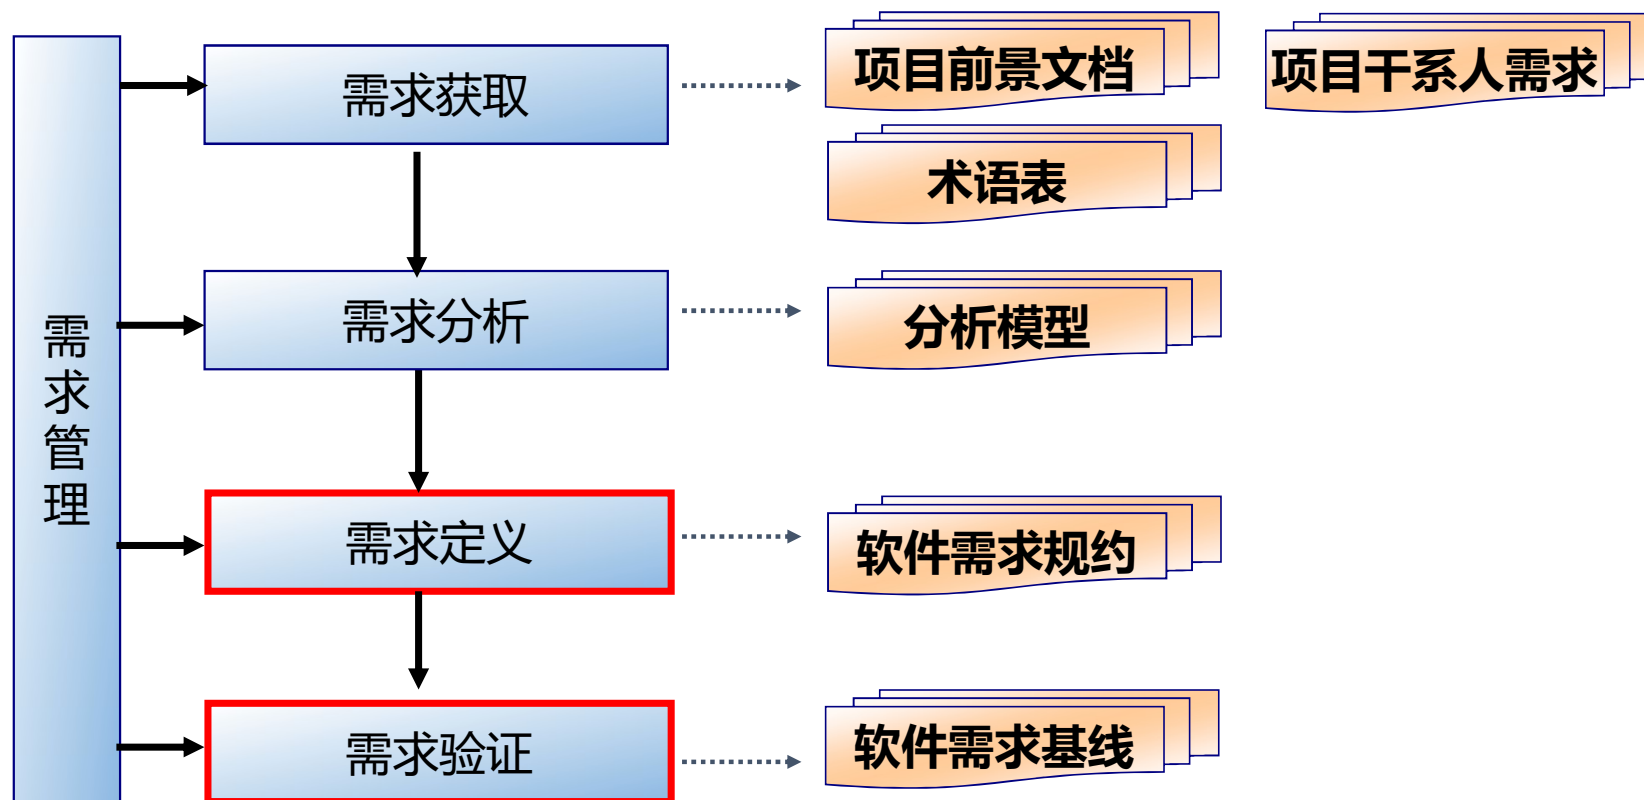 需求管理
需求获取
项目前景文档
项目干系人需求
术语表
需求分析
分析模型
需求定义
软件需求规约
需求验证
软件需求基线